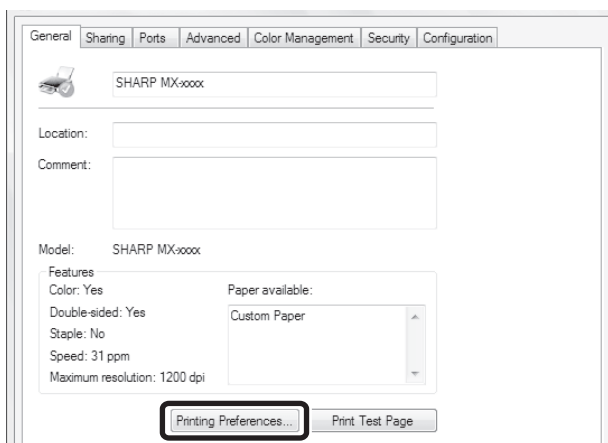 General Sharing Ports Advanced Color Management Security Configuration
SHARP MX-xxxx
Location:
Comment:
Model: SHARP MX-xxxx
Features
Color: Yes Paper available:
Double-sided: Yes Custom Paper
Staple: No
Speed: 31 ppm
Maximum resolution: 1200 dpi
Printing Preferences... Print Test Page